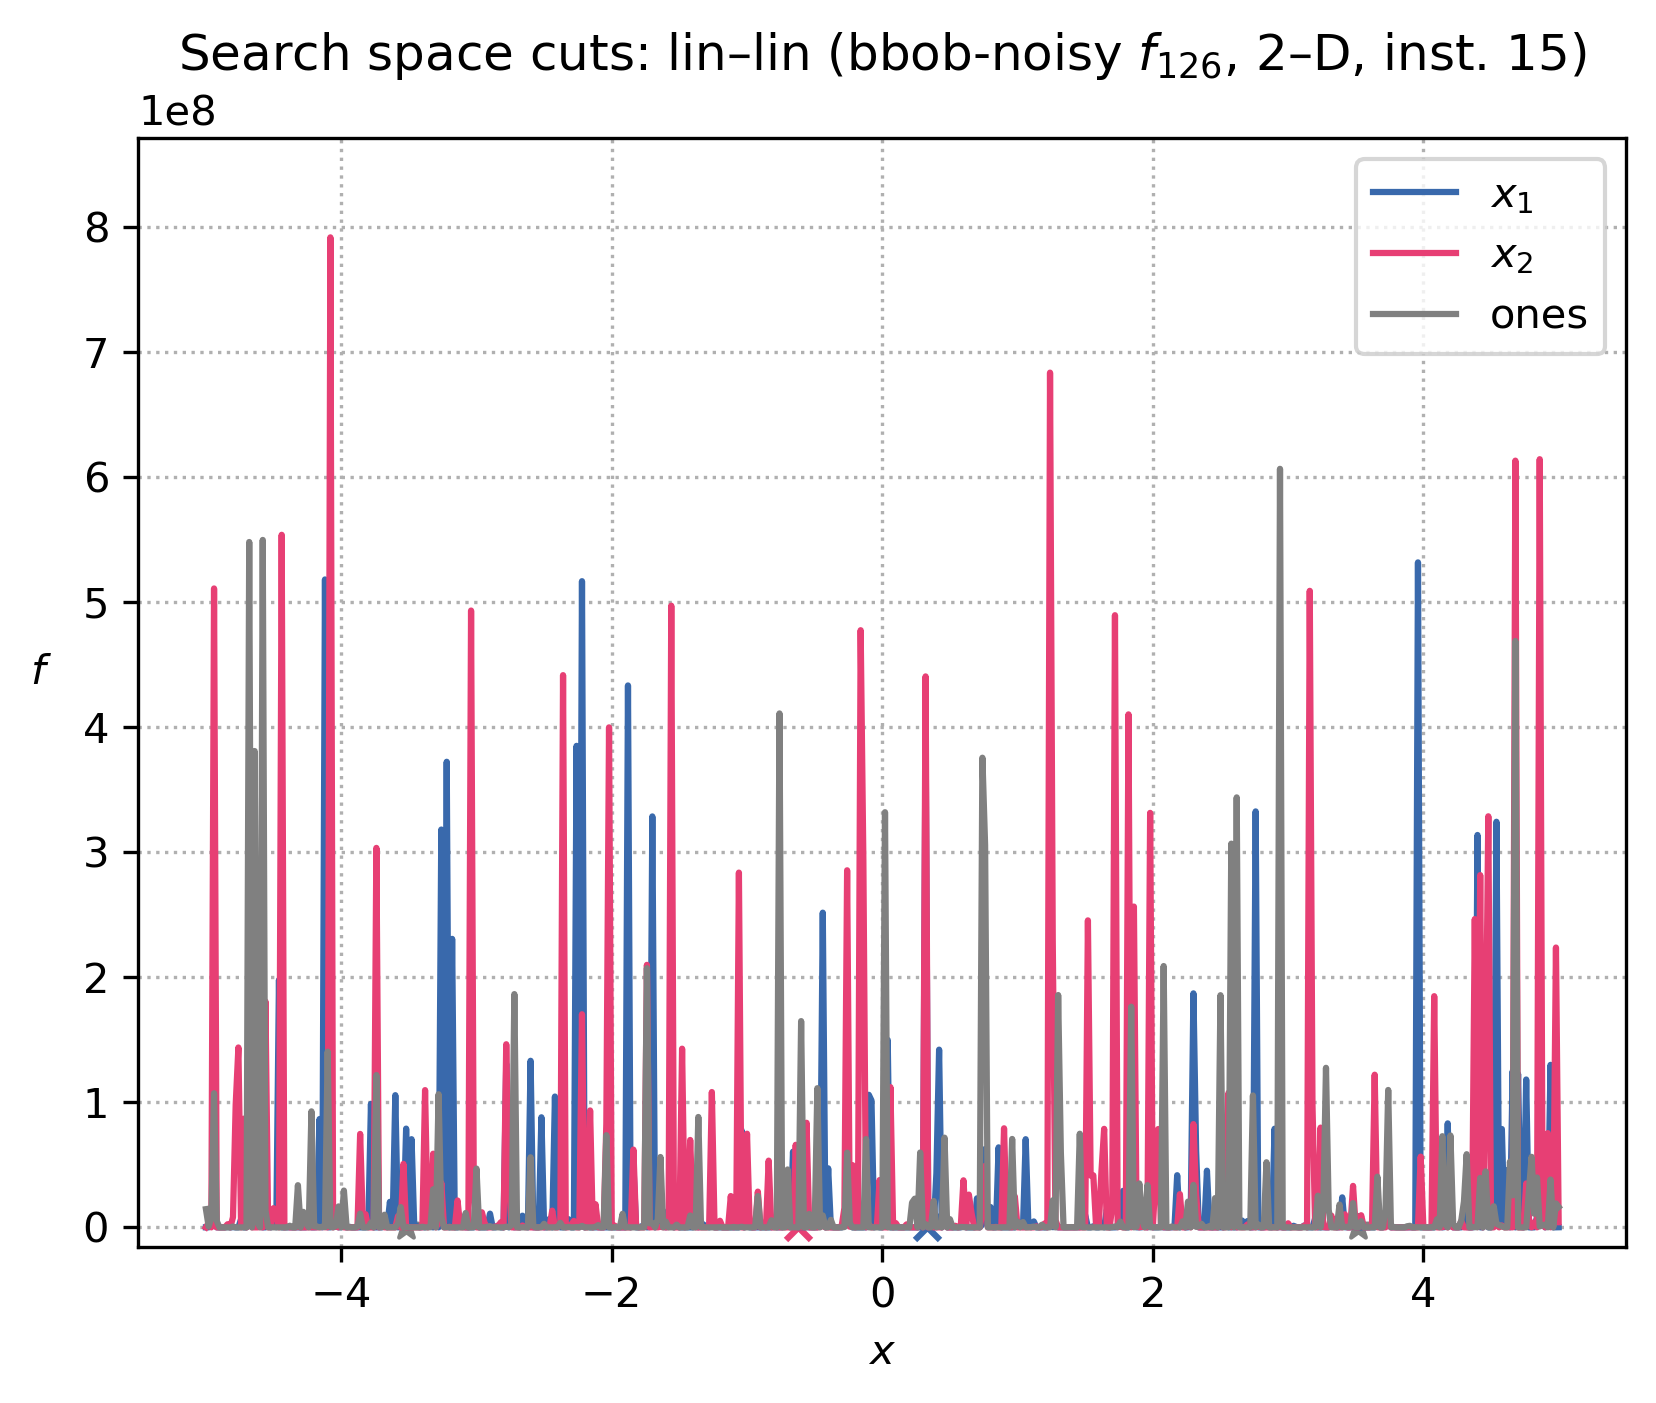 Search space cuts: lin–lin (bbob-noisy f₁₂₆, 2–D, inst. 15)
1e8
x₁
x₂
ones
8
7
6
5
4
3
2
1
0
f
−4
−2
0
2
4
x